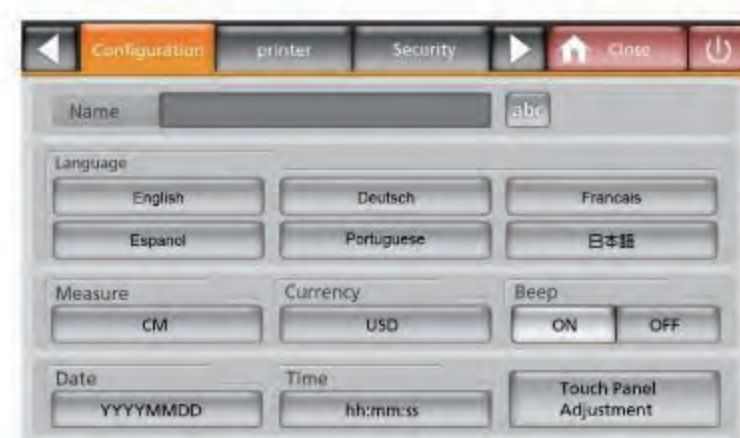 Configuration printer Security Close
Name abc
Language
English Deutsch Francais
Espanol Portuguese 日本語
Measure Currency Beep
CM USD ON OFF
Date Time
YYYYMMDD hh:mm:ss Touch Panel
Adjustment